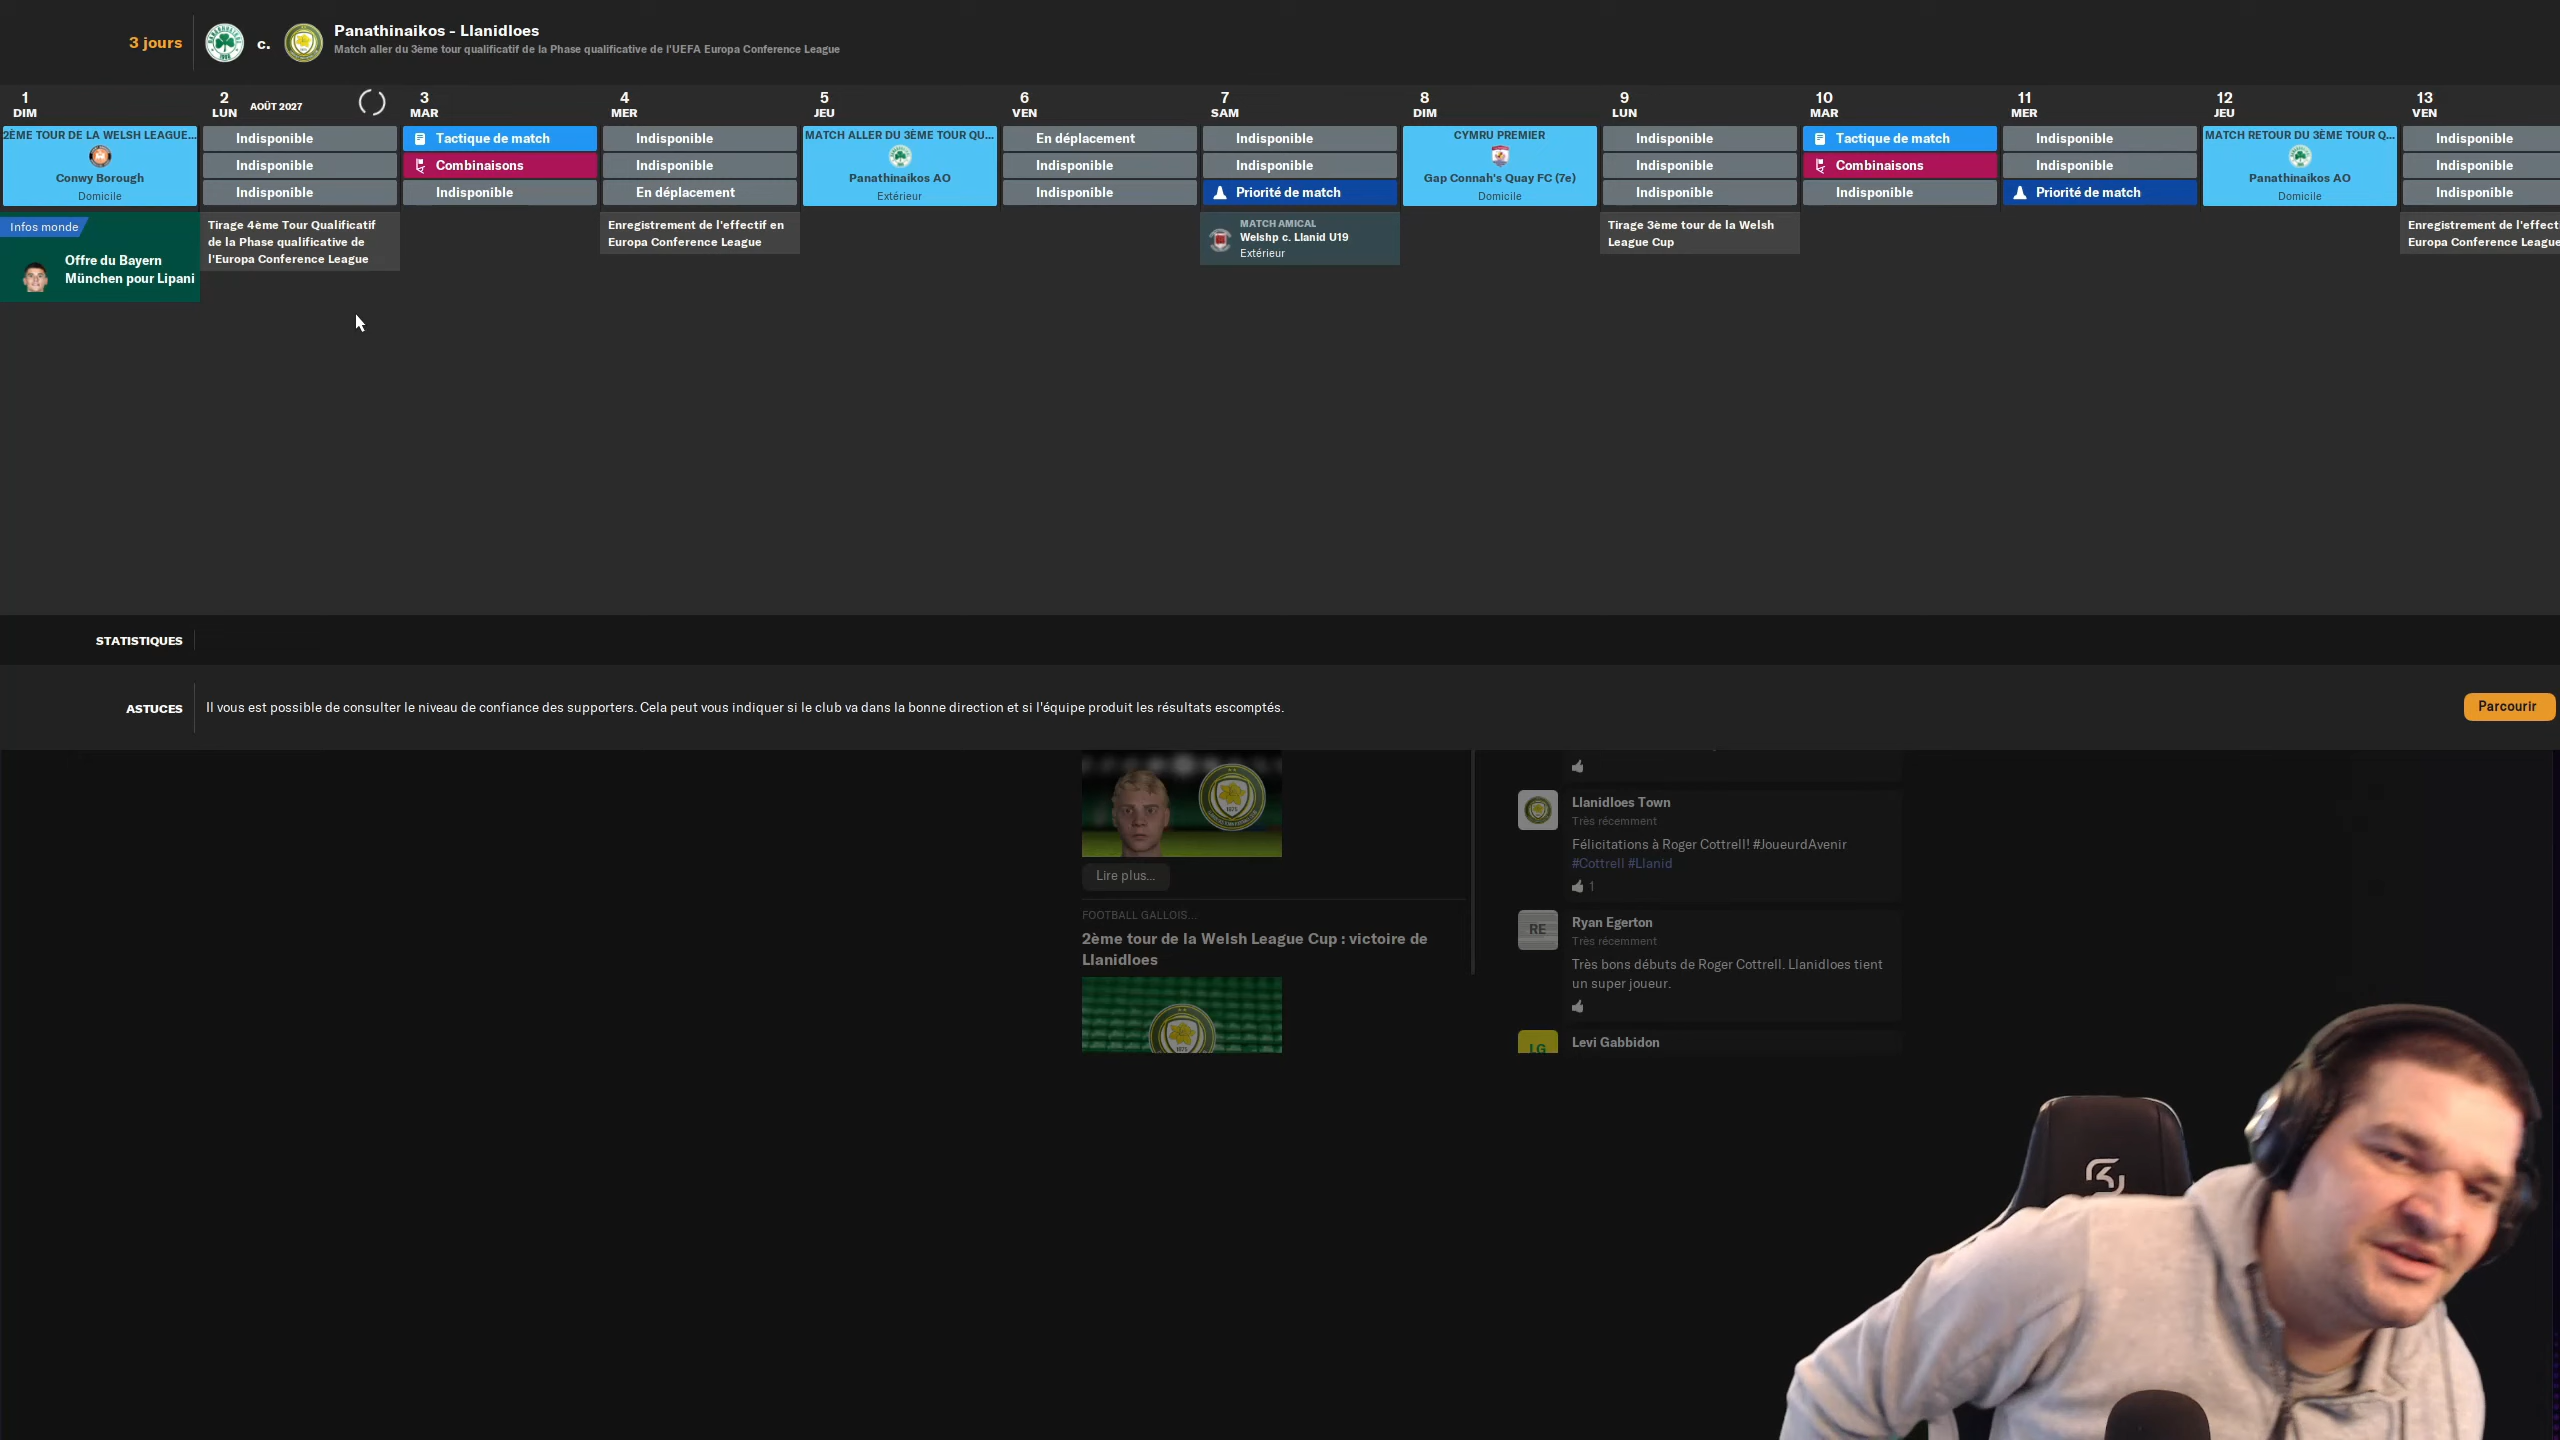 3 jours
c.
Panathinaikos - Llanidloes
Match aller du 3ème tour qualificatif de la Phase qualificative de l'UEFA Europa Conference League
1
DIM
2
LUN
AOÛT 2027
3
MAR
4
MER
5
JEU
6
VEN
7
SAM
8
DIM
9
LUN
10
MAR
11
MER
12
JEU
13
VEN
2ÈME TOUR DE LA WELSH LEAGUE...
Conwy Borough
Domicile
Infos monde
Offre du Bayern
München pour Lipani
Indisponible
Indisponible
Indisponible
Tirage 4ème Tour Qualificatif
de la Phase qualificative de
l'Europa Conference League
Tactique de match
Combinaisons
Indisponible
Indisponible
Indisponible
En déplacement
Enregistrement de l'effectif en
Europa Conference League
MATCH ALLER DU 3ÈME TOUR QU...
Panathinaikos AO
Extérieur
En déplacement
Indisponible
Indisponible
Indisponible
Indisponible
Priorité de match
MATCH AMICAL
Welshp c. Llanid U19
Extérieur
CYMRU PREMIER
Gap Connah's Quay FC (7e)
Domicile
Indisponible
Indisponible
Indisponible
Tirage 3ème tour de la Welsh
League Cup
Tactique de match
Combinaisons
Indisponible
Indisponible
Indisponible
Priorité de match
MATCH RETOUR DU 3ÈME TOUR Q...
Panathinaikos AO
Domicile
Indisponible
Indisponible
Indisponible
Enregistrement de l'effecti
Europa Conference League
STATISTIQUES
ASTUCES
Il vous est possible de consulter le niveau de confiance des supporters. Cela peut vous indiquer si le club va dans la bonne direction et si l'équipe produit les résultats escomptés.
Parcourir
Lire plus...
FOOTBALL GALLOIS...
2ème tour de la Welsh League Cup : victoire de
Llanidloes
Llanidloes Town
Très récemment
Félicitations à Roger Cottrell! #JoueurdAvenir
#Cottrell #Llanid
1
RE
Ryan Egerton
Très récemment
Très bons débuts de Roger Cottrell. Llanidloes tient
un super joueur.
LG
Levi Gabbidon